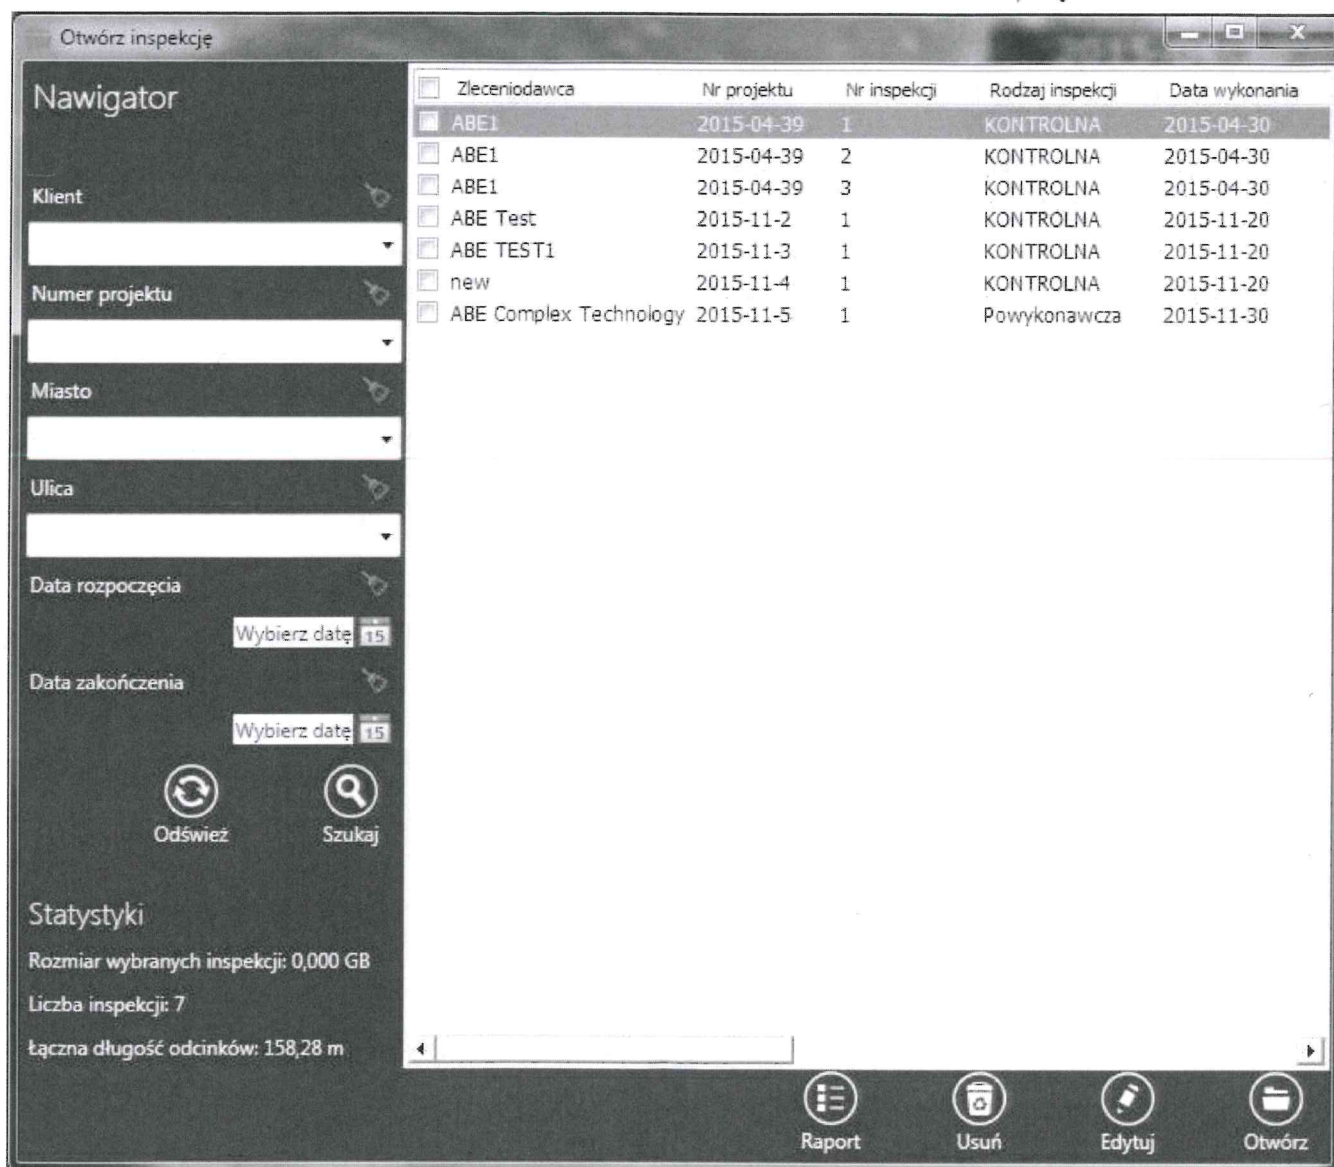 Otwórz inspekcję
Nawigator
Klient
Numer projektu
Miasto
Ulica
Data rozpoczęcia
Wybierz datę 15
Data zakończenia
Wybierz datę 15
Odśwież Szukaj
Statystyki
Rozmiar wybranych inspekcji: 0,000 GB
Liczba inspekcji: 7
Łączna długość odcinków: 158,28 m
Zleceniodawca Nr projektu Nr inspekcji Rodzaj inspekcji Data wykonania
ABE1 2015-04-39 1 KONTROLNA 2015-04-30
ABE1 2015-04-39 2 KONTROLNA 2015-04-30
ABE1 2015-04-39 3 KONTROLNA 2015-04-30
ABE Test 2015-11-2 1 KONTROLNA 2015-11-20
ABE TEST1 2015-11-3 1 KONTROLNA 2015-11-20
new 2015-11-4 1 KONTROLNA 2015-11-20
ABE Complex Technology 2015-11-5 1 Powykonawcza 2015-11-30
Raport Usuń Edytuj Otwórz